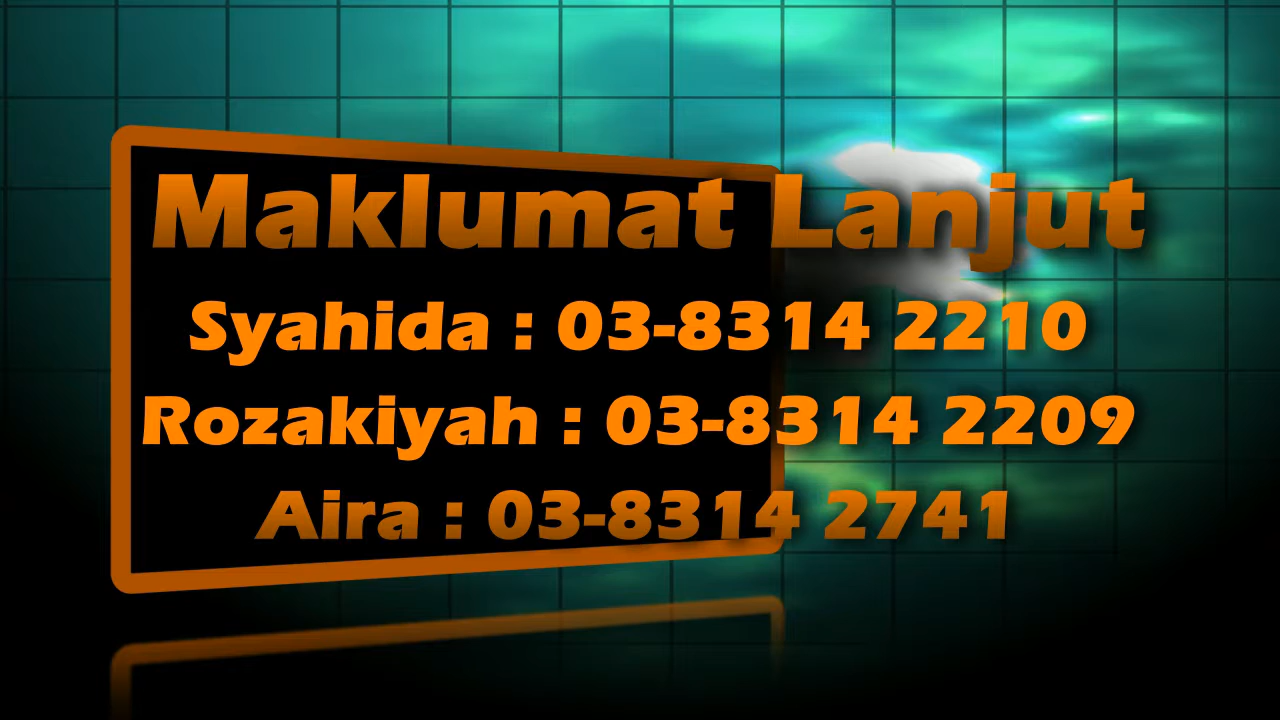 Maklumat Lanjut
Syahida : 03-8314 2210
Rozakiyah : 03-8314 2209
Aira : 03-8314 2741